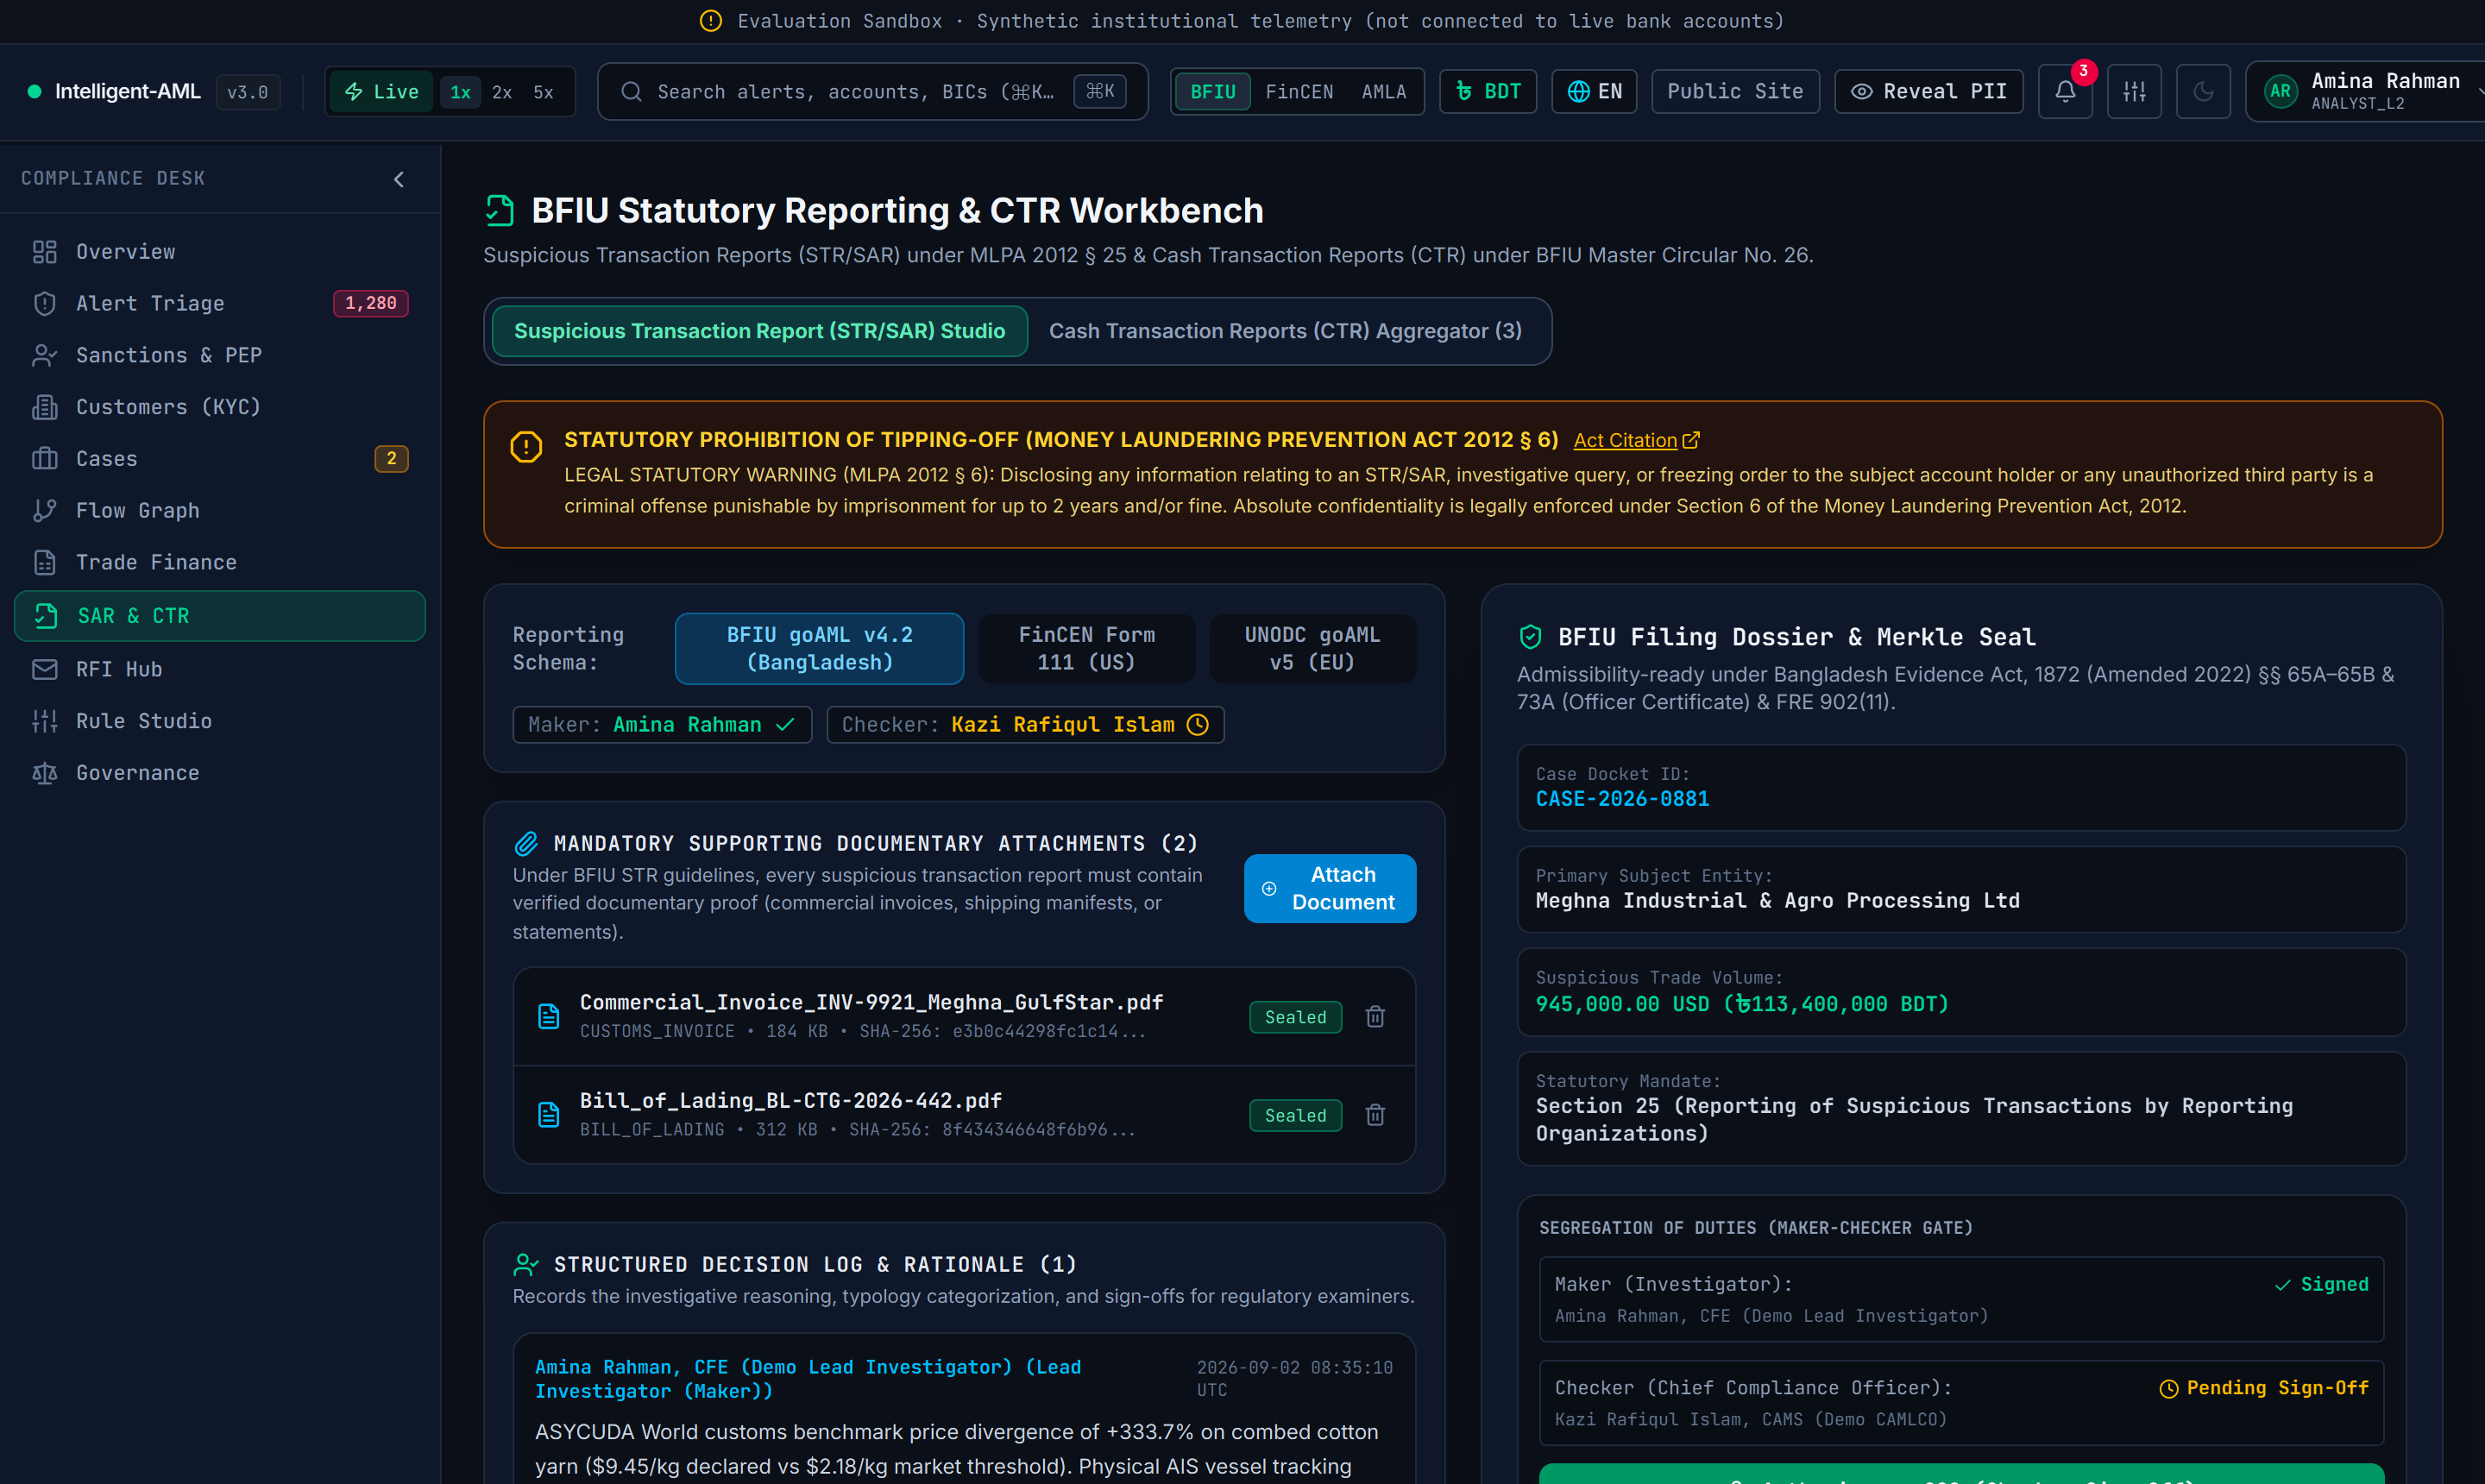 Evaluation Sandbox · Synthetic institutional telemetry (not connected to live bank accounts)
Intelligent-AML v3.0 Live 1x 2x 5x Search alerts, accounts, BICs (⌘K… ⌘K BFIU FinCEN AMLA ৳ BDT EN Public Site Reveal PII 3 AR Amina Rahman
ANALYST_L2
COMPLIANCE DESK
Overview
Alert Triage 1,280
Sanctions & PEP
Customers (KYC)
Cases 2
Flow Graph
Trade Finance
SAR & CTR
RFI Hub
Rule Studio
Governance
BFIU Statutory Reporting & CTR Workbench
Suspicious Transaction Reports (STR/SAR) under MLPA 2012 § 25 & Cash Transaction Reports (CTR) under BFIU Master Circular No. 26.
Suspicious Transaction Report (STR/SAR) Studio Cash Transaction Reports (CTR) Aggregator (3)
STATUTORY PROHIBITION OF TIPPING-OFF (MONEY LAUNDERING PREVENTION ACT 2012 § 6) Act Citation
LEGAL STATUTORY WARNING (MLPA 2012 § 6): Disclosing any information relating to an STR/SAR, investigative query, or freezing order to the subject account holder or any unauthorized third party is a
criminal offense punishable by imprisonment for up to 2 years and/or fine. Absolute confidentiality is legally enforced under Section 6 of the Money Laundering Prevention Act, 2012.
Reporting
Schema:
BFIU goAML v4.2
(Bangladesh)
FinCEN Form
111 (US)
UNODC goAML
v5 (EU)
Maker: Amina Rahman Checker: Kazi Rafiqul Islam
MANDATORY SUPPORTING DOCUMENTARY ATTACHMENTS (2)
Under BFIU STR guidelines, every suspicious transaction report must contain
verified documentary proof (commercial invoices, shipping manifests, or
statements).
Attach
Document
Commercial_Invoice_INV-9921_Meghna_GulfStar.pdf
CUSTOMS_INVOICE • 184 KB • SHA-256: e3b0c44298fc1c14...
Sealed
Bill_of_Lading_BL-CTG-2026-442.pdf
BILL_OF_LADING • 312 KB • SHA-256: 8f434346648f6b96...
Sealed
STRUCTURED DECISION LOG & RATIONALE (1)
Records the investigative reasoning, typology categorization, and sign-offs for regulatory examiners.
Amina Rahman, CFE (Demo Lead Investigator) (Lead
Investigator (Maker))
2026-09-02 08:35:10
UTC
ASYCUDA World customs benchmark price divergence of +333.7% on combed cotton
yarn ($9.45/kg declared vs $2.18/kg market threshold). Physical AIS vessel tracking
BFIU Filing Dossier & Merkle Seal
Admissibility-ready under Bangladesh Evidence Act, 1872 (Amended 2022) §§ 65A–65B &
73A (Officer Certificate) & FRE 902(11).
Case Docket ID:
CASE-2026-0881
Primary Subject Entity:
Meghna Industrial & Agro Processing Ltd
Suspicious Trade Volume:
945,000.00 USD (৳113,400,000 BDT)
Statutory Mandate:
Section 25 (Reporting of Suspicious Transactions by Reporting
Organizations)
SEGREGATION OF DUTIES (MAKER-CHECKER GATE)
Maker (Investigator): Signed
Amina Rahman, CFE (Demo Lead Investigator)
Checker (Chief Compliance Officer): Pending Sign-Off
Kazi Rafiqul Islam, CAMS (Demo CAMLCO)